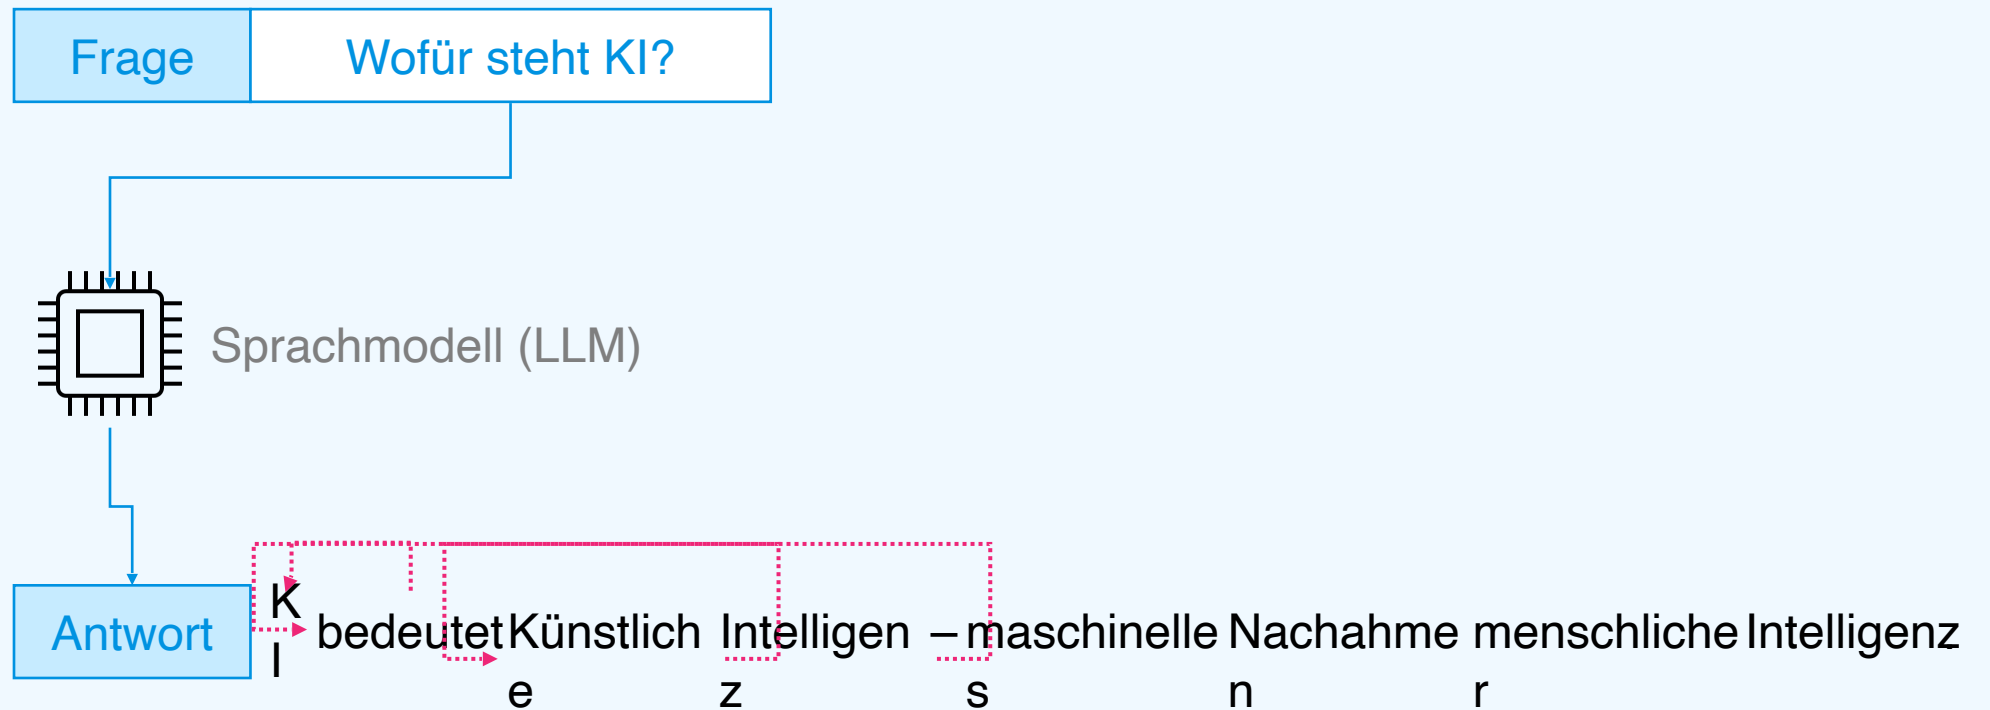 Frage
Wofür steht KI?
Sprachmodell (LLM)
Antwort
K
I
bedeutet
Künstlich
e
Intelligen
z
–
maschinelle
s
Nachahme
n
menschliche
r
Intelligenz